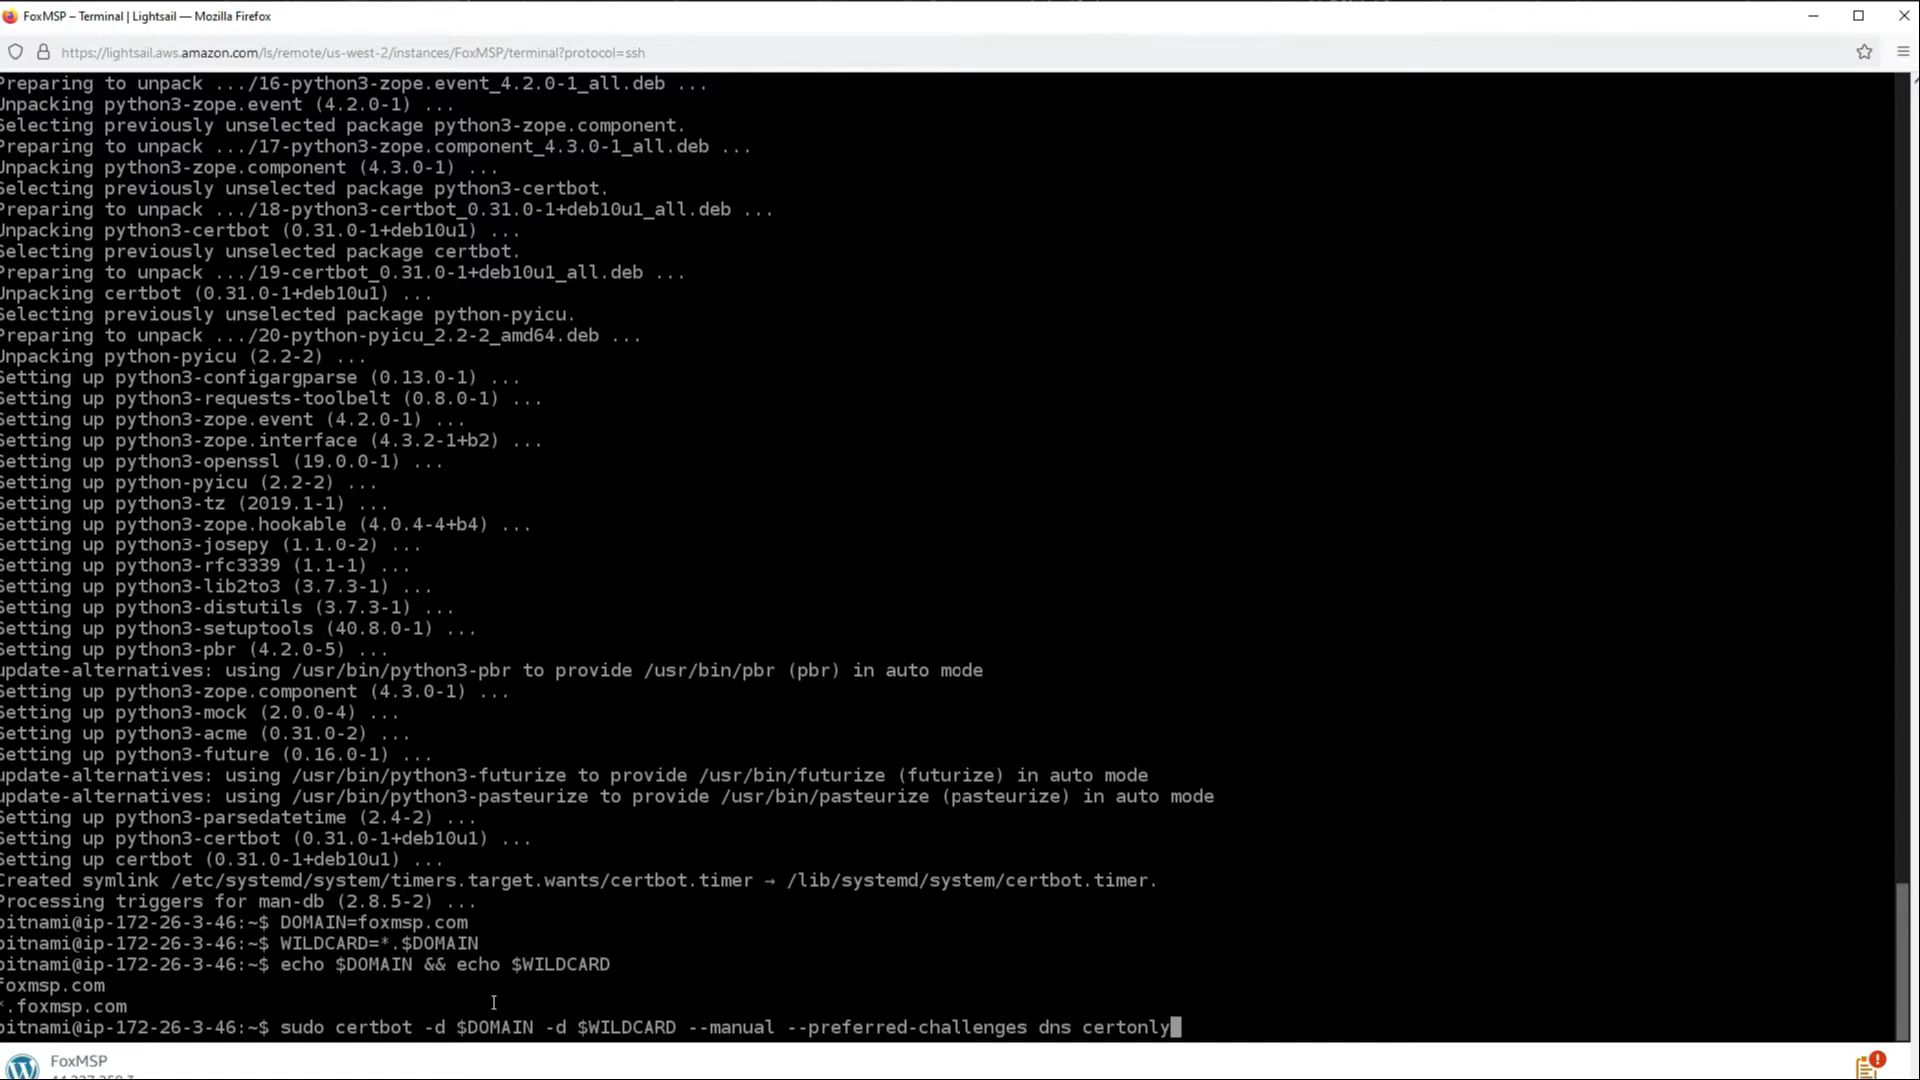 FoxMSP – Terminal | Lightsail — Mozilla Firefox
https://lightsail.aws.amazon.com/ls/remote/us-west-2/instances/FoxMSP/terminal?protocol=ssh
Preparing to unpack .../16-python3-zope.event_4.2.0-1_all.deb ...
Unpacking python3-zope.event (4.2.0-1) ...
Selecting previously unselected package python3-zope.component.
Preparing to unpack .../17-python3-zope.component_4.3.0-1_all.deb ...
Unpacking python3-zope.component (4.3.0-1) ...
Selecting previously unselected package python3-certbot.
Preparing to unpack .../18-python3-certbot_0.31.0-1+deb10u1_all.deb ...
Unpacking python3-certbot (0.31.0-1+deb10u1) ...
Selecting previously unselected package certbot.
Preparing to unpack .../19-certbot_0.31.0-1+deb10u1_all.deb ...
Unpacking certbot (0.31.0-1+deb10u1) ...
Selecting previously unselected package python-pyicu.
Preparing to unpack .../20-python-pyicu_2.2-2_amd64.deb ...
Unpacking python-pyicu (2.2-2) ...
Setting up python3-configargparse (0.13.0-1) ...
Setting up python3-requests-toolbelt (0.8.0-1) ...
Setting up python3-zope.event (4.2.0-1) ...
Setting up python3-zope.interface (4.3.2-1+b2) ...
Setting up python3-openssl (19.0.0-1) ...
Setting up python-pyicu (2.2-2) ...
Setting up python3-tz (2019.1-1) ...
Setting up python3-zope.hookable (4.0.4-4+b4) ...
Setting up python3-josepy (1.1.0-2) ...
Setting up python3-rfc3339 (1.1-1) ...
Setting up python3-lib2to3 (3.7.3-1) ...
Setting up python3-distutils (3.7.3-1) ...
Setting up python3-setuptools (40.8.0-1) ...
Setting up python3-pbr (4.2.0-5) ...
update-alternatives: using /usr/bin/python3-pbr to provide /usr/bin/pbr (pbr) in auto mode
Setting up python3-zope.component (4.3.0-1) ...
Setting up python3-mock (2.0.0-4) ...
Setting up python3-acme (0.31.0-2) ...
Setting up python3-future (0.16.0-1) ...
update-alternatives: using /usr/bin/python3-futurize to provide /usr/bin/futurize (futurize) in auto mode
update-alternatives: using /usr/bin/python3-pasteurize to provide /usr/bin/pasteurize (pasteurize) in auto mode
Setting up python3-parsedatetime (2.4-2) ...
Setting up python3-certbot (0.31.0-1+deb10u1) ...
Setting up certbot (0.31.0-1+deb10u1) ...
Created symlink /etc/systemd/system/timers.target.wants/certbot.timer → /lib/systemd/system/certbot.timer.
Processing triggers for man-db (2.8.5-2) ...
bitnami@ip-172-26-3-46:~$ DOMAIN=foxmsp.com
bitnami@ip-172-26-3-46:~$ WILDCARD=*.$DOMAIN
bitnami@ip-172-26-3-46:~$ echo $DOMAIN && echo $WILDCARD
foxmsp.com
*.foxmsp.com
bitnami@ip-172-26-3-46:~$ sudo certbot -d $DOMAIN -d $WILDCARD --manual --preferred-challenges dns certonly
FoxMSP